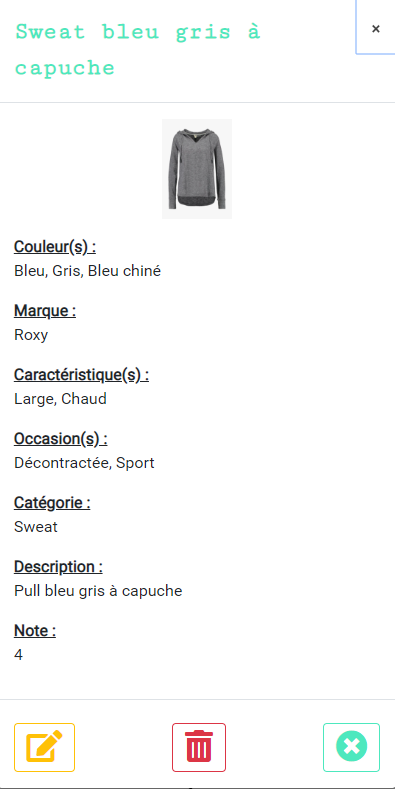 Sweat bleu gris à
capuche
×
Couleur(s) :
Bleu, Gris, Bleu chiné
Marque :
Roxy
Caractéristique(s) :
Large, Chaud
Occasion(s) :
Décontractée, Sport
Catégorie :
Sweat
Description :
Pull bleu gris à capuche
Note :
4